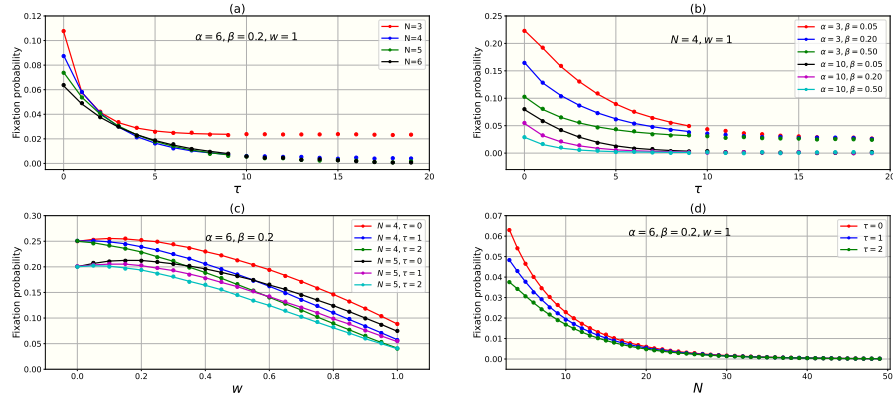 (a)
α = 6, β = 0.2, w = 1
N=3
N=4
N=5
N=6
Fixation probability
0.12
0.10
0.08
0.06
0.04
0.02
0.00
0 5 10 15 20
τ
(b)
N = 4, w = 1
α = 3, β = 0.05
α = 3, β = 0.20
α = 3, β = 0.50
α = 10, β = 0.05
α = 10, β = 0.20
α = 10, β = 0.50
Fixation probability
0.25
0.20
0.15
0.10
0.05
0.00
0 5 10 15 20
τ
(c)
α = 6, β = 0.2
N = 4, τ = 0
N = 4, τ = 1
N = 4, τ = 2
N = 5, τ = 0
N = 5, τ = 1
N = 5, τ = 2
Fixation probability
0.30
0.25
0.20
0.15
0.10
0.05
0.00
0.0 0.2 0.4 0.6 0.8 1.0
w
(d)
α = 6, β = 0.2, w = 1
τ = 0
τ = 1
τ = 2
Fixation probability
0.07
0.06
0.05
0.04
0.03
0.02
0.01
0.00
10 20 30 40 50
N